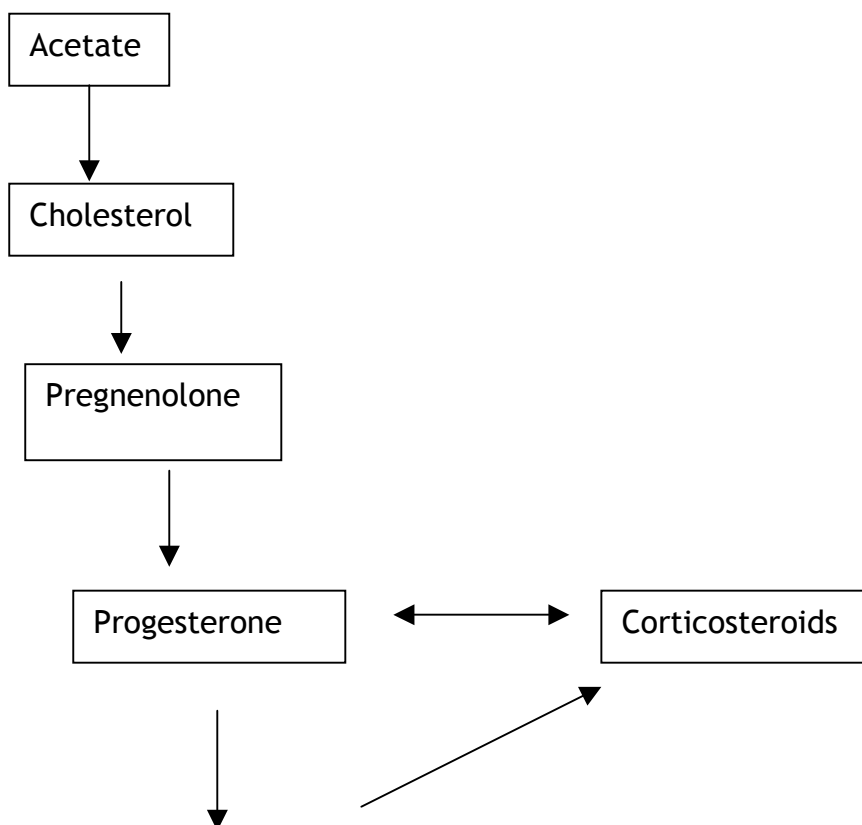 Acetate
Cholesterol
Pregnenolone
Progesterone
Corticosteroids